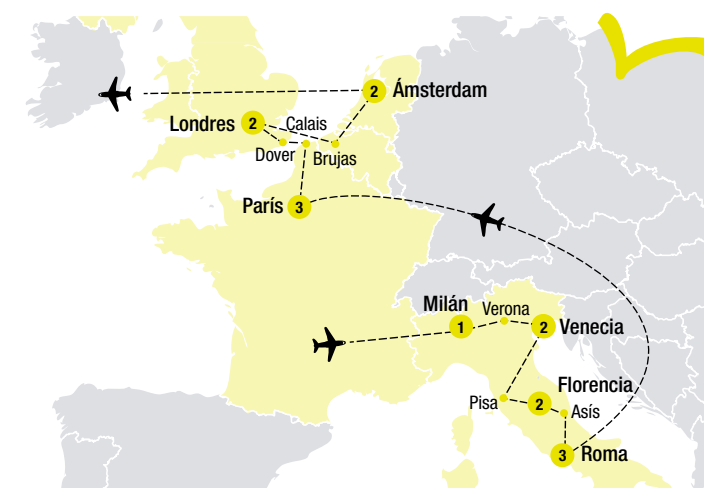 2 Ámsterdam
Londres 2 Calais
Dover Brujas
París 3
Milán Verona
1 2 Venecia
Florencia
Pisa 2 Asís
3 Roma